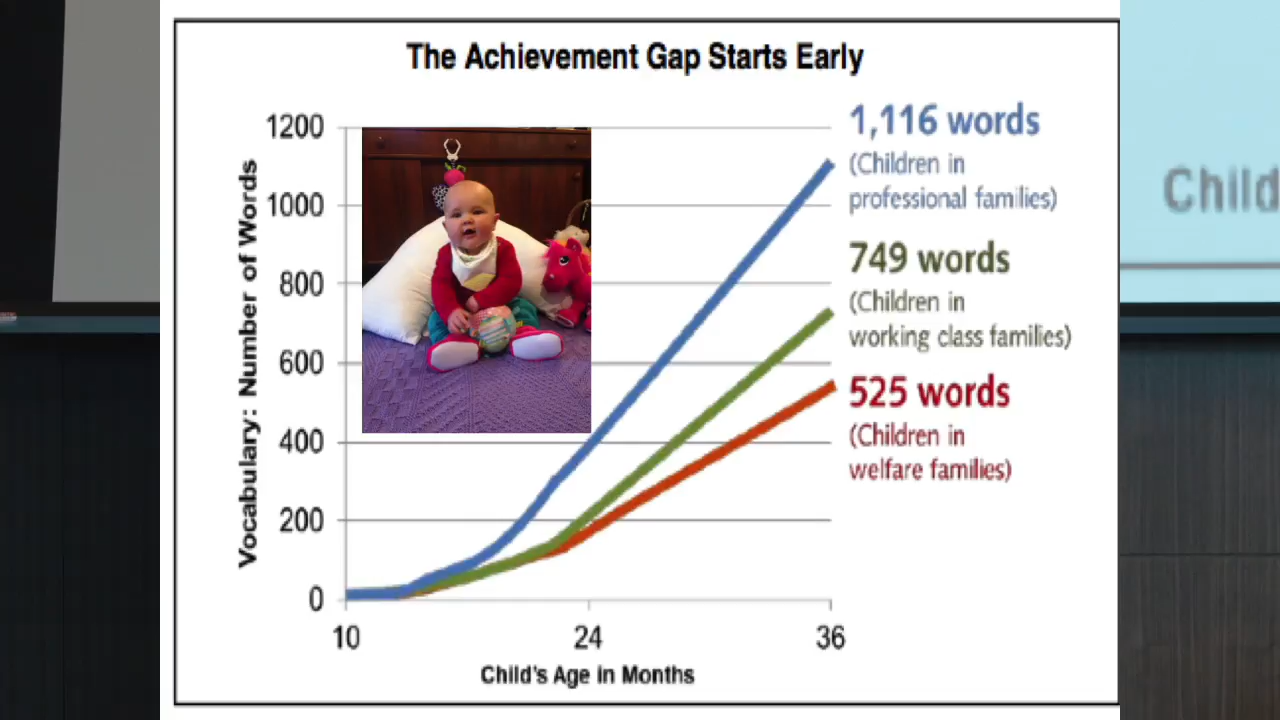 The Achievement Gap Starts Early
1200
1000
800
600
400
200
0
Vocabulary: Number of Words
10
24
36
Child's Age in Months
1,116 words
(Children in
professional families)
749 words
(Children in
working class families)
525 words
(Children in
welfare families)
Child